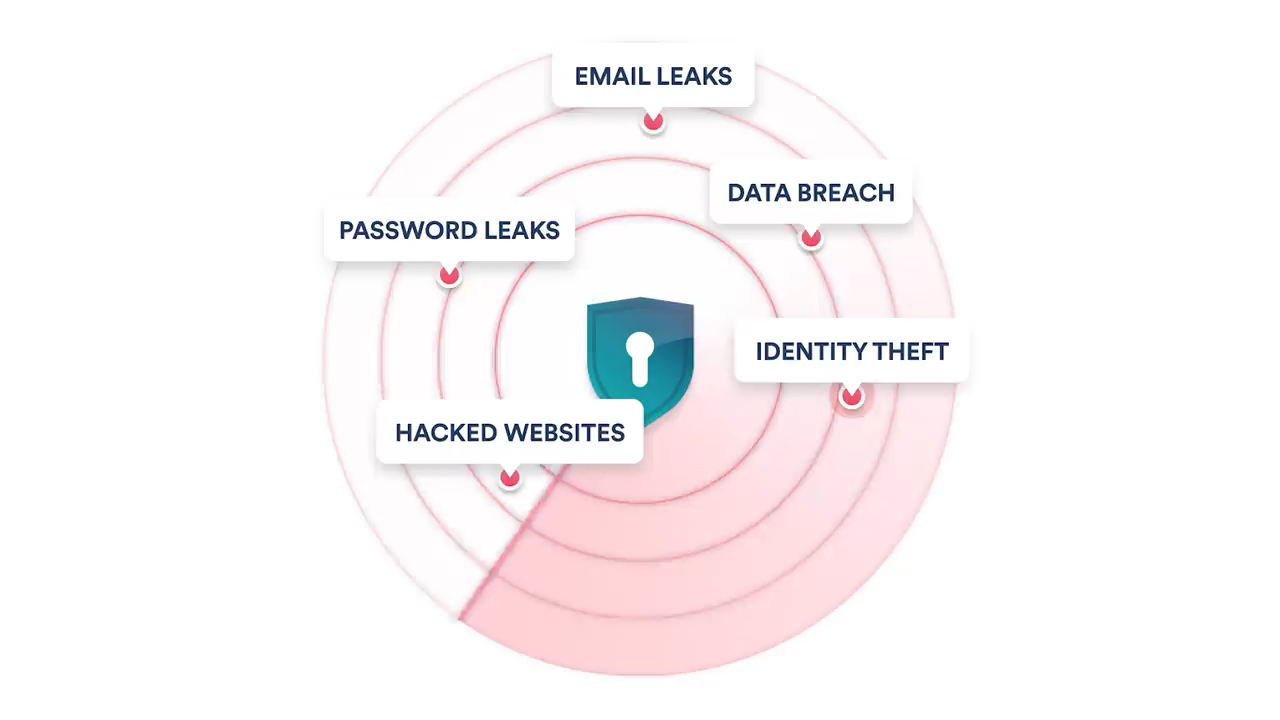 EMAIL LEAKS
DATA BREACH
PASSWORD LEAKS
IDENTITY THEFT
HACKED WEBSITES